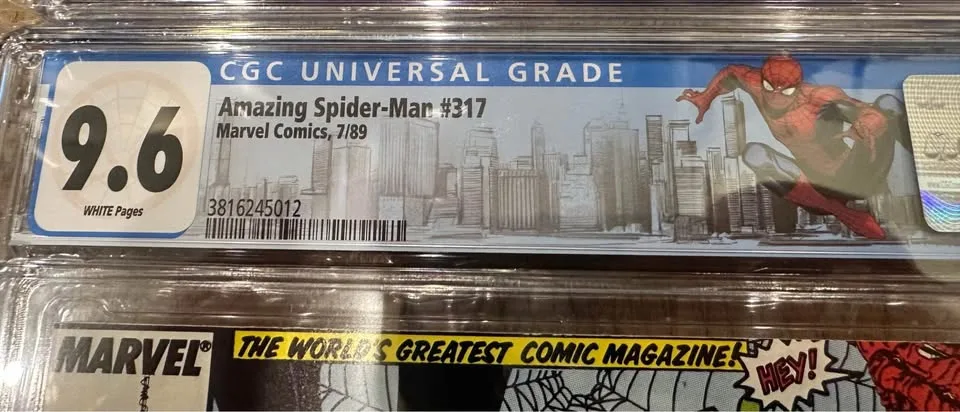 CGC UNIVERSAL GRADE
9.6
WHITE Pages
Amazing Spider-Man #317
Marvel Comics, 7/89
3816245012
MARVEL®
THE WORLD'S GREATEST COMIC MAGAZINE!
HEY!